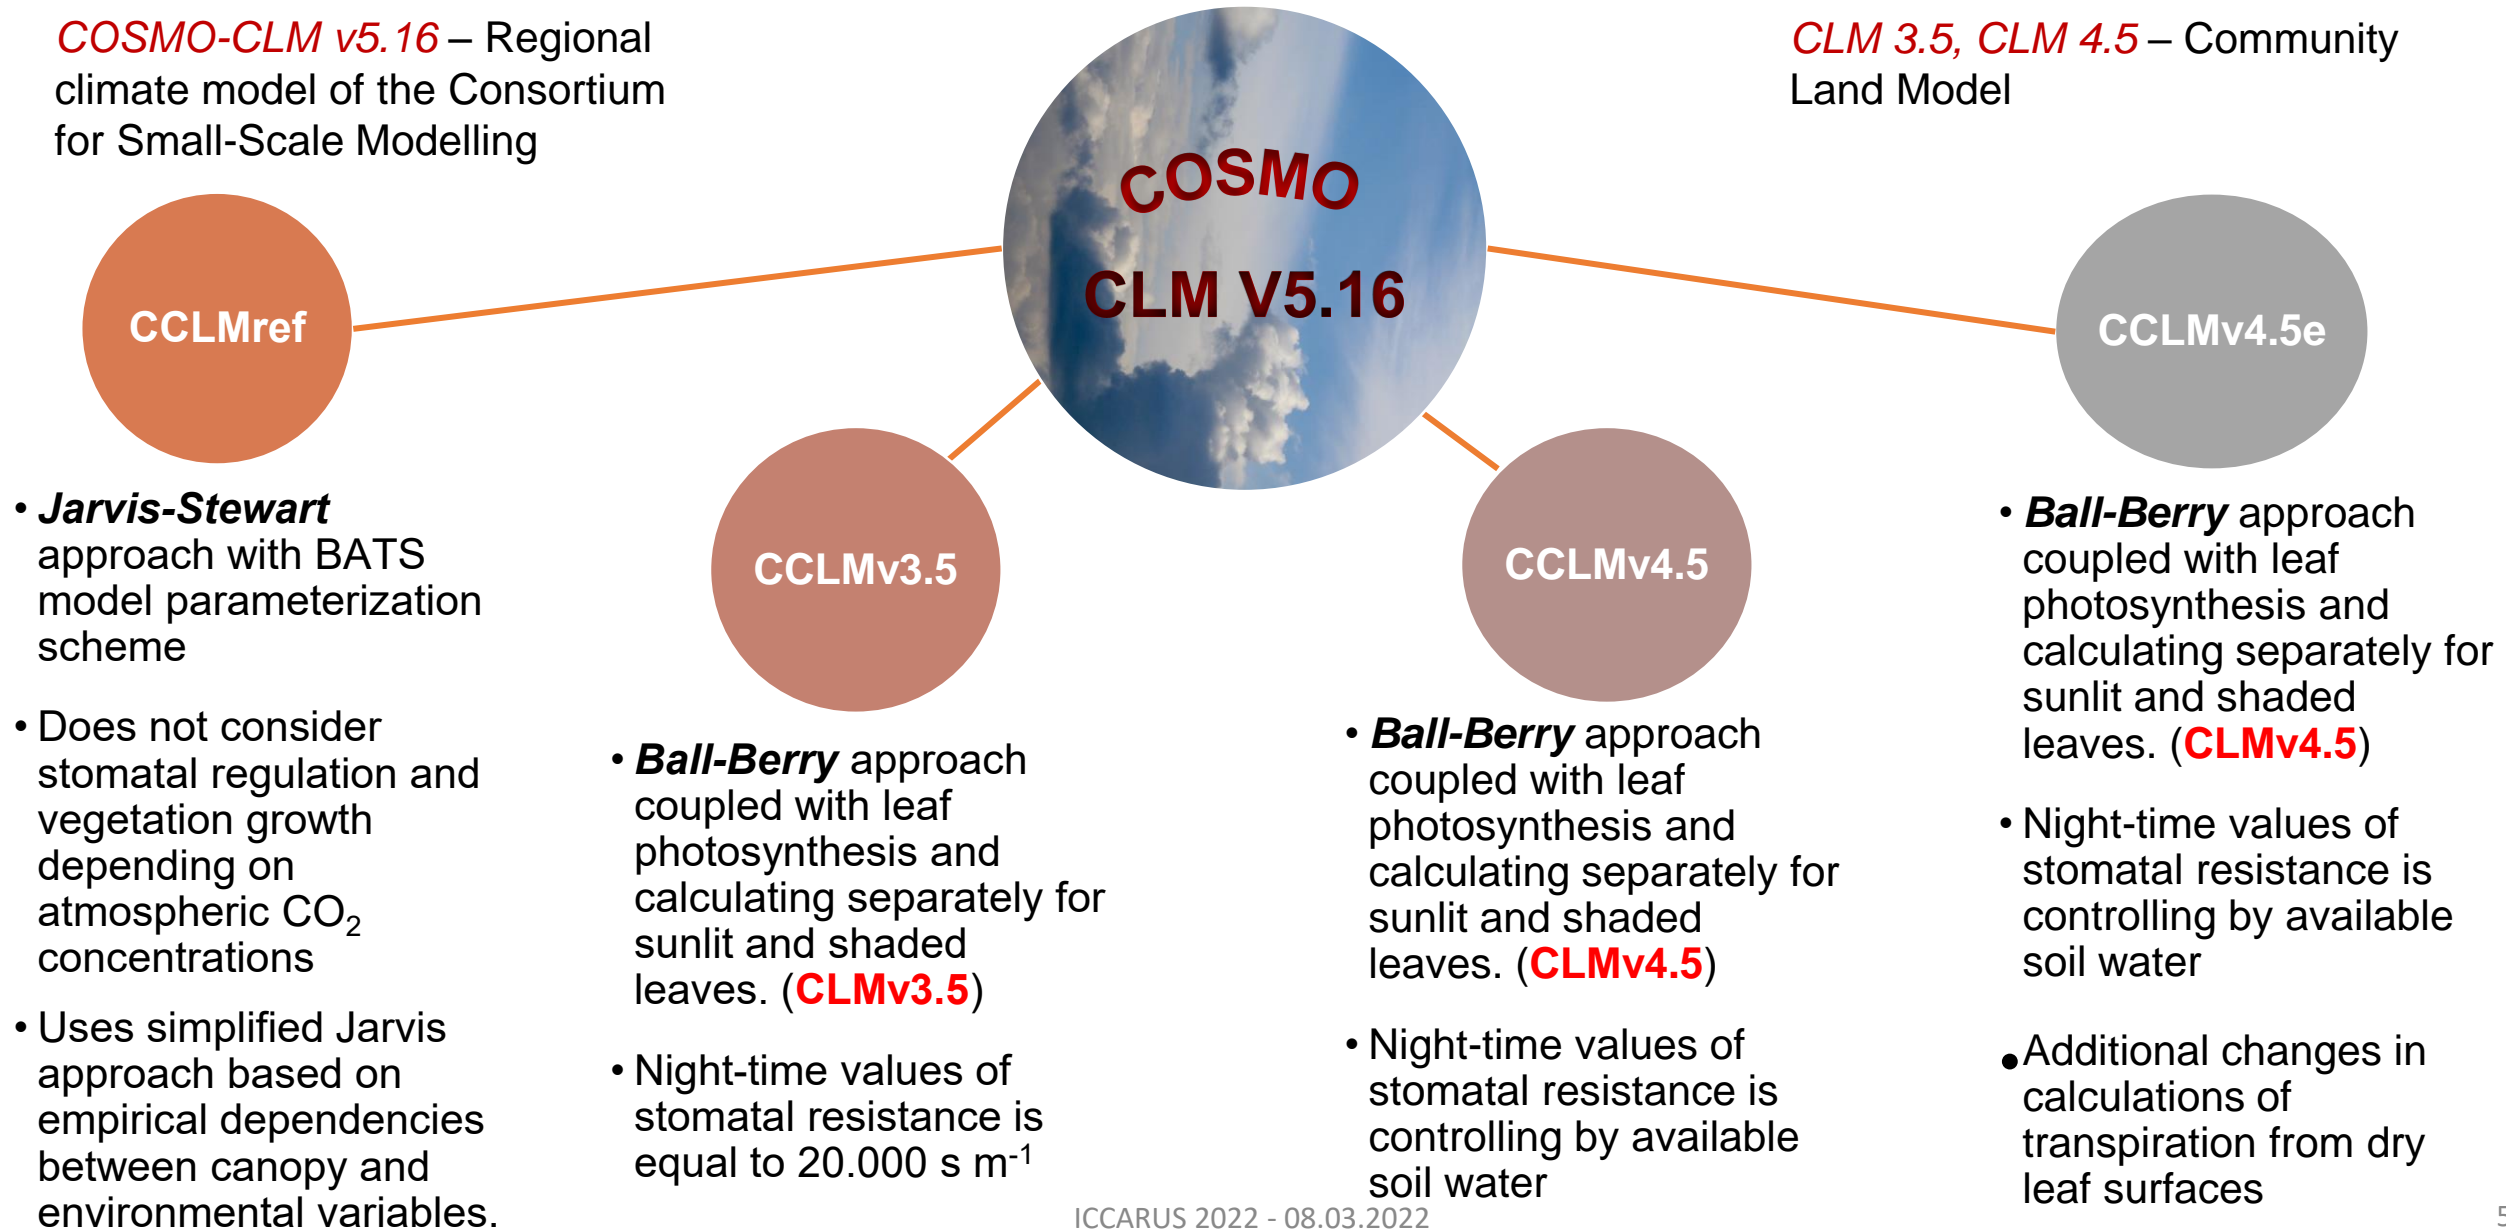 COSMO-CLM v5.16 – Regional
climate model of the Consortium
for Small-Scale Modelling
COSMO
CLM V5.16
CLM 3.5, CLM 4.5 – Community
Land Model
CCLMref
• Jarvis-Stewart
approach with BATS
model parameterization
scheme
• Does not consider
stomatal regulation and
vegetation growth
depending on
atmospheric CO₂
concentrations
• Uses simplified Jarvis
approach based on
empirical dependencies
between canopy and
environmental variables.
CCLMv3.5
• Ball-Berry approach
coupled with leaf
photosynthesis and
calculating separately for
sunlit and shaded
leaves. (CLMv3.5)
• Night-time values of
stomatal resistance is
equal to 20.000 s m⁻¹
CCLMv4.5
• Ball-Berry approach
coupled with leaf
photosynthesis and
calculating separately for
sunlit and shaded
leaves. (CLMv4.5)
• Night-time values of
stomatal resistance is
controlling by available
soil water
CCLMv4.5e
• Ball-Berry approach
coupled with leaf
photosynthesis and
calculating separately for
sunlit and shaded
leaves. (CLMv4.5)
• Night-time values of
stomatal resistance is
controlling by available
soil water
• Additional changes in
calculations of
transpiration from dry
leaf surfaces
ICCARUS 2022 - 08.03.2022
5